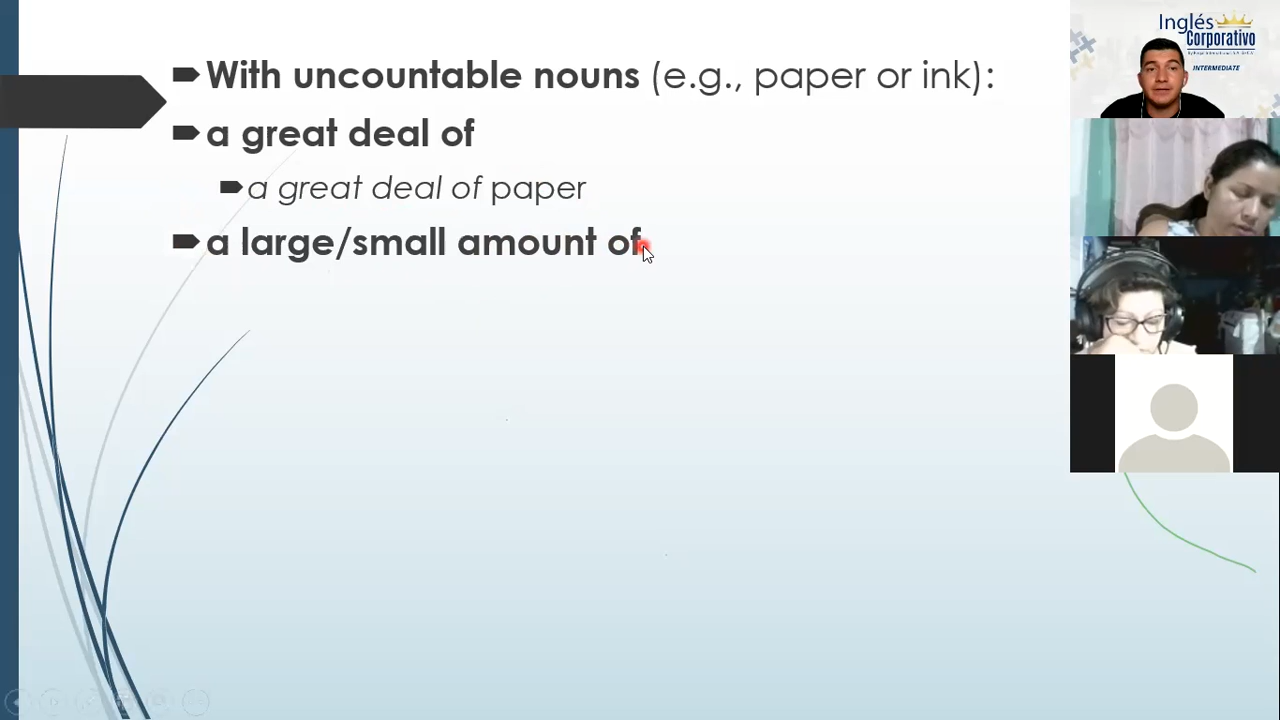 With uncountable nouns (e.g., paper or ink):
a great deal of
a great deal of paper
a large/small amount of
Inglés
Corporativo
INTERMEDIATE